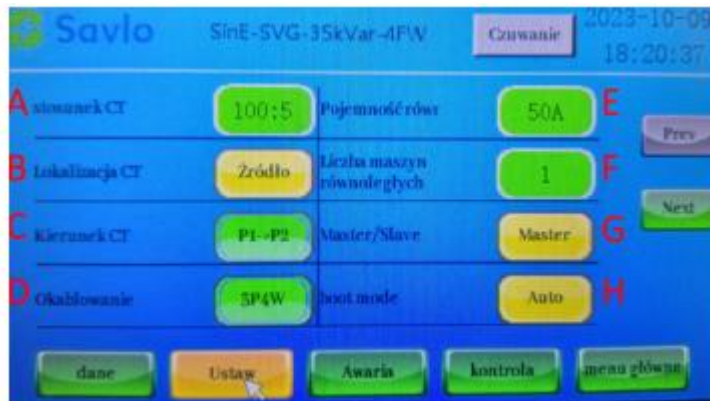 Savlo SinE-SVG-35kVar-4FW Czuwanie 2023-10-09
18:20:37
A stosunek CT 100:5 Pojemność równ 50A E
Prev
B Lokalizacja CT Źródło Liczba maszyn równoległych 1 F
Next
C Kierunek CT P1->P2 Master/Slave Master G
D Okablowanie 3P4W boot mode Auto H
dane Ustaw Awaria kontrola menu główne